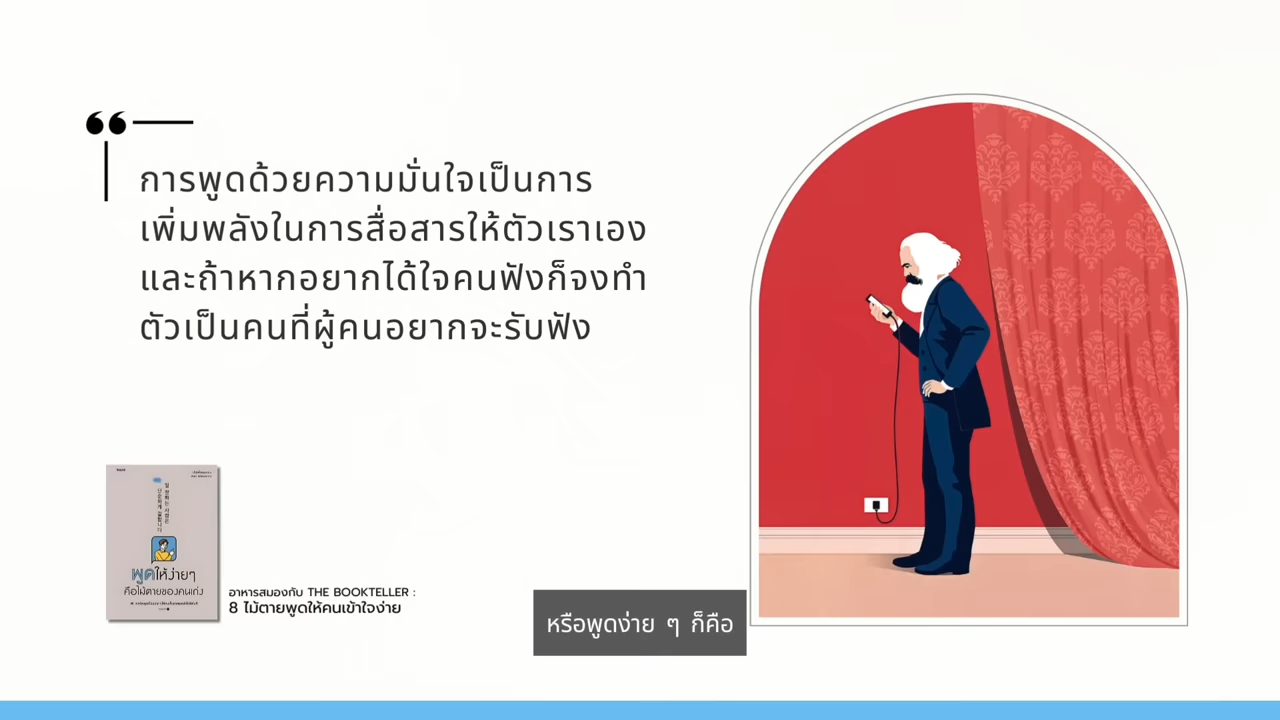 การพูดด้วยความมั่นใจเป็นการ
เพิ่มพลังในการสื่อสารให้ตัวเราเอง
และถ้าหากอยากได้ใจคนฟังก็จงทำ
ตัวเป็นคนที่ผู้คนอยากจะรับฟัง
พูดให้ง่ายๆ
คือไม้ตายของคนเก่ง
อาหารสมองกับ THE BOOKTELLER :
8 ไม้ตายพูดให้คนเข้าใจง่าย
หรือพูดง่าย ๆ ก็คือ